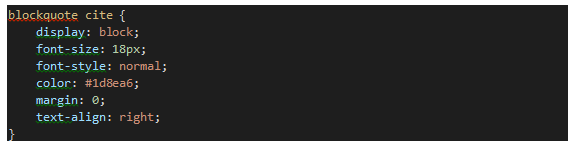 blockquote cite {
    display: block;
    font-size: 18px;
    font-style: normal;
    color: #1d8ea6;
    margin: 0;
    text-align: right;
}